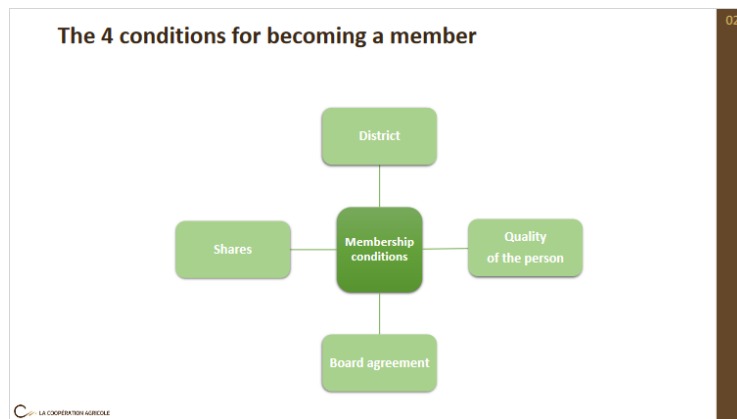 The 4 conditions for becoming a member
02
District
Shares
Membership
conditions
Quality
of the person
Board agreement
LA COOPÉRATION AGRICOLE